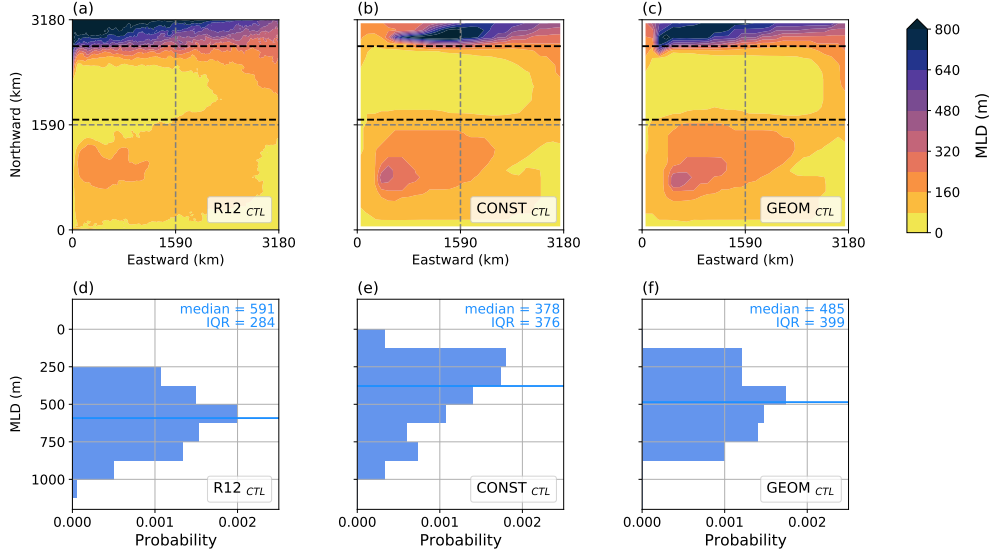 (a)
3180
1590
0
Northward (km)
R12 CTL
0
1590
3180
Eastward (km)
(b)
CONST CTL
0
1590
3180
Eastward (km)
(c)
GEOM CTL
0
1590
3180
Eastward (km)
800
640
480
320
160
0
MLD (m)
(d)
median = 591
IQR = 284
0
250
500
750
1000
MLD (m)
R12 CTL
0.000
0.001
0.002
Probability
(e)
median = 378
IQR = 376
CONST CTL
0.000
0.001
0.002
Probability
(f)
median = 485
IQR = 399
GEOM CTL
0.000
0.001
0.002
Probability